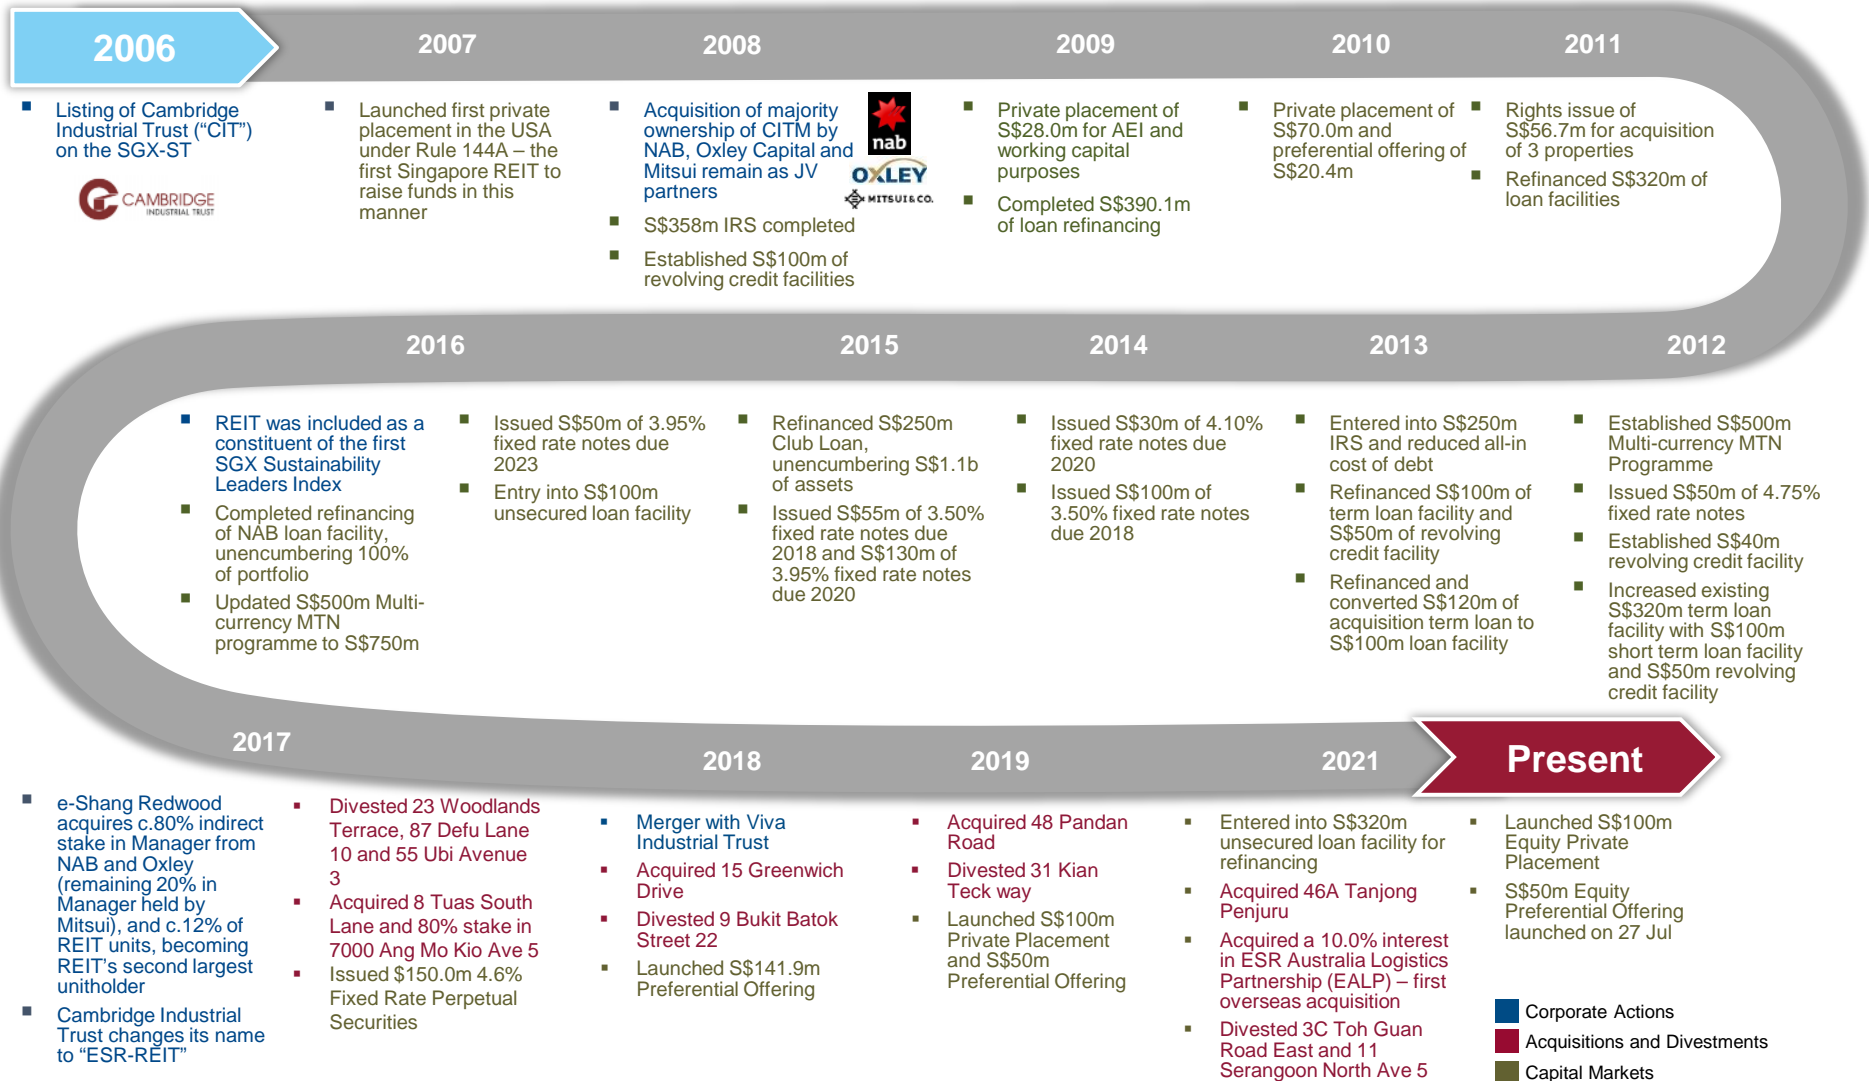 2006
2007
2008
2009
2010
2011
Listing of Cambridge
Industrial Trust (“CIT”)
on the SGX-ST
CAMBRIDGE
INDUSTRIAL TRUST
Launched first private
placement in the USA
under Rule 144A – the
first Singapore REIT to
raise funds in this
manner
Acquisition of majority
ownership of CITM by
NAB, Oxley Capital and
Mitsui remain as JV
partners
S$358m IRS completed
Established S$100m of
revolving credit facilities
nab
OXLEY
MITSUI & CO.
Private placement of
S$28.0m for AEI and
working capital
purposes
Completed S$390.1m
of loan refinancing
Private placement of
S$70.0m and
preferential offering of
S$20.4m
Rights issue of
S$56.7m for acquisition
of 3 properties
Refinanced S$320m of
loan facilities
2016
2015
2014
2013
2012
REIT was included as a
constituent of the first
SGX Sustainability
Leaders Index
Completed refinancing
of NAB loan facility,
unencumbering 100%
of portfolio
Updated S$500m Multi-
currency MTN
programme to S$750m
Issued S$50m of 3.95%
fixed rate notes due
2023
Entry into S$100m
unsecured loan facility
Refinanced S$250m
Club Loan,
unencumbering S$1.1b
of assets
Issued S$55m of 3.50%
fixed rate notes due
2018 and S$130m of
3.95% fixed rate notes
due 2020
Issued S$30m of 4.10%
fixed rate notes due
2020
Issued S$100m of
3.50% fixed rate notes
due 2018
Entered into S$250m
IRS and reduced all-in
cost of debt
Refinanced S$100m of
term loan facility and
S$50m of revolving
credit facility
Refinanced and
converted S$120m of
acquisition term loan to
S$100m loan facility
Established S$500m
Multi-currency MTN
Programme
Issued S$50m of 4.75%
fixed rate notes
Established S$40m
revolving credit facility
Increased existing
S$320m term loan
facility with S$100m
short term loan facility
and S$50m revolving
credit facility
2017
2018
2019
2021
Present
e-Shang Redwood
acquires c.80% indirect
stake in Manager from
NAB and Oxley
(remaining 20% in
Manager held by
Mitsui), and c.12% of
REIT units, becoming
REIT’s second largest
unitholder
Cambridge Industrial
Trust changes its name
to “ESR-REIT”
Divested 23 Woodlands
Terrace, 87 Defu Lane
10 and 55 Ubi Avenue
3
Acquired 8 Tuas South
Lane and 80% stake in
7000 Ang Mo Kio Ave 5
Issued $150.0m 4.6%
Fixed Rate Perpetual
Securities
Merger with Viva
Industrial Trust
Acquired 15 Greenwich
Drive
Divested 9 Bukit Batok
Street 22
Launched S$141.9m
Preferential Offering
Acquired 48 Pandan
Road
Divested 31 Kian
Teck way
Launched S$100m
Private Placement
and S$50m
Preferential Offering
Entered into S$320m
unsecured loan facility for
refinancing
Acquired 46A Tanjong
Penjuru
Acquired a 10.0% interest
in ESR Australia Logistics
Partnership (EALP) – first
overseas acquisition
Divested 3C Toh Guan
Road East and 11
Serangoon North Ave 5
Launched S$100m
Equity Private
Placement
S$50m Equity
Preferential Offering
launched on 27 Jul
Corporate Actions
Acquisitions and Divestments
Capital Markets